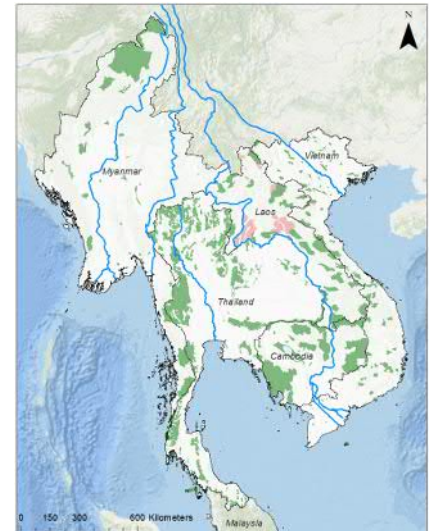 N
Myanmar
Vietnam
Laos
Thailand
Cambodia
0 150 300 600 Kilometers
Malaysia